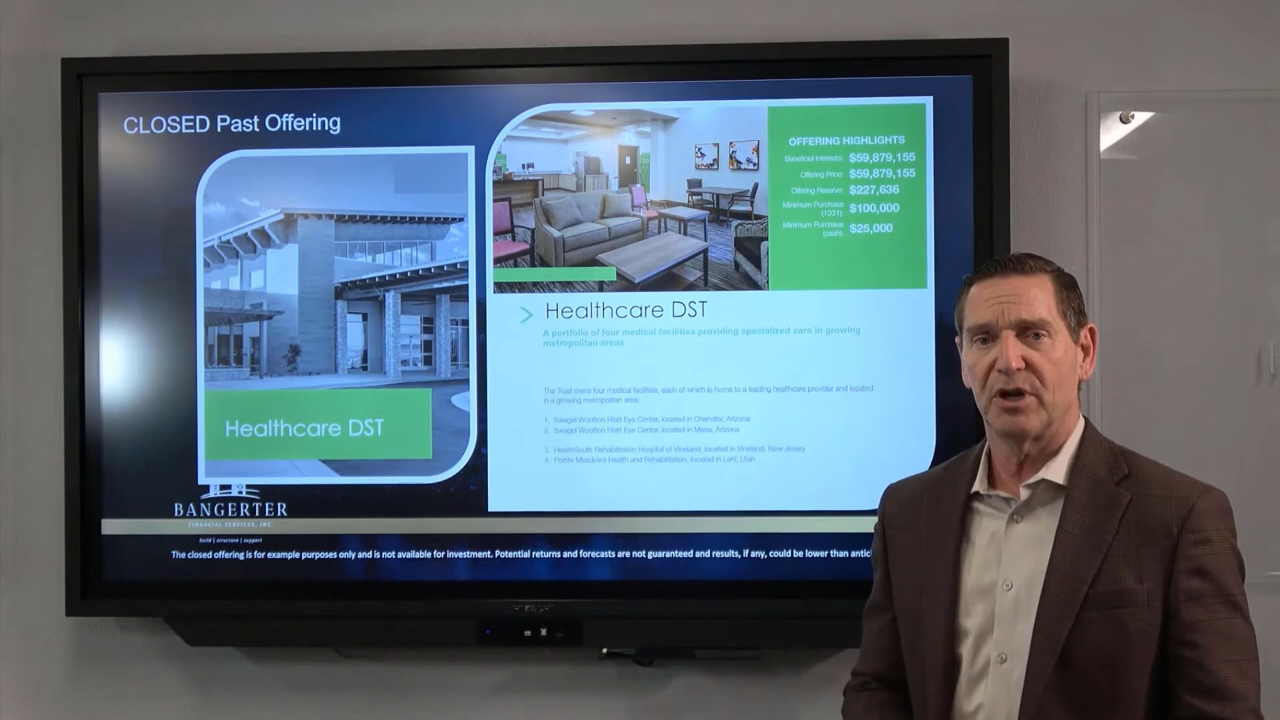 CLOSED Past Offering
Healthcare DST
BANGERTER
FINANCIAL SERVICES, INC.
build | structure | support
OFFERING HIGHLIGHTS
Beneficial Interests: $59,879,155
Offering Price: $59,879,155
Offering Reserve: $227,636
Minimum Purchase
(1031): $100,000
Minimum Purchase
(cash): $25,000
Healthcare DST
A portfolio of four medical facilities providing specialized care in growing
metropolitan areas
The Trust owns four medical facilities, each of which is home to a leading healthcare provider and located
in a growing metropolitan area:
1. Swagel Wootton Hiatt Eye Center, located in Chandler, Arizona
2. Swagel Wootton Hiatt Eye Center, located in Mesa, Arizona
3. HealthSouth Rehabilitation Hospital of Vineland, located in Vineland, New Jersey
4. Pointe Meadows Health and Rehabilitation, located in Lehi, Utah
The closed offering is for example purposes only and is not available for investment. Potential returns and forecasts are not guaranteed and results, if any, could be lower than antic